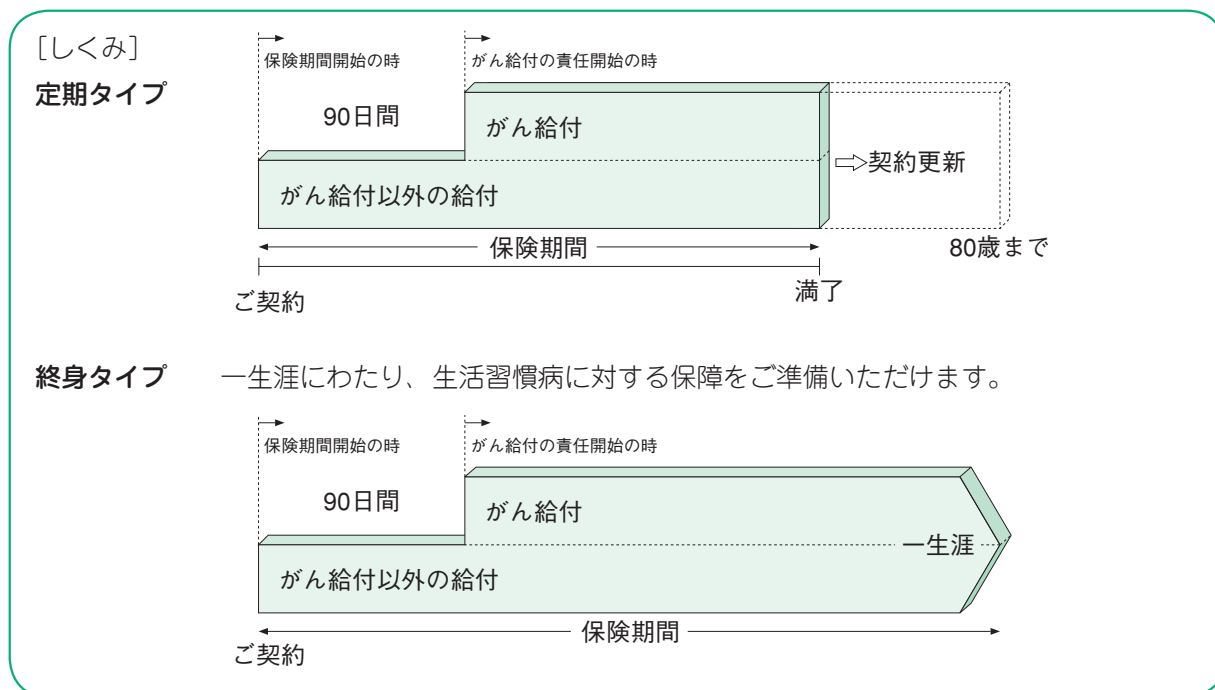 [しくみ]
定期タイプ
保険期間開始の時
がん給付の責任開始の時
90日間
がん給付
がん給付以外の給付
⇨契約更新
保険期間
80歳まで
ご契約
満了
終身タイプ 一生涯にわたり、生活習慣病に対する保障をご準備いただけます。
保険期間開始の時
がん給付の責任開始の時
90日間
がん給付
一生涯
がん給付以外の給付
保険期間
ご契約